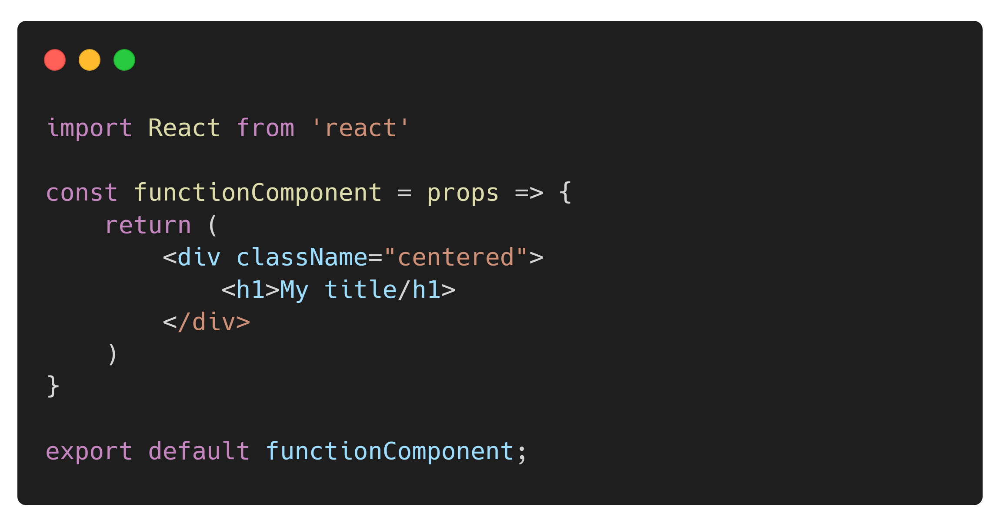 import React from 'react'
const functionComponent = props => {
    return (
        <div className="centered">
            <h1>My title/h1>
        </div>
    )
}
export default functionComponent;